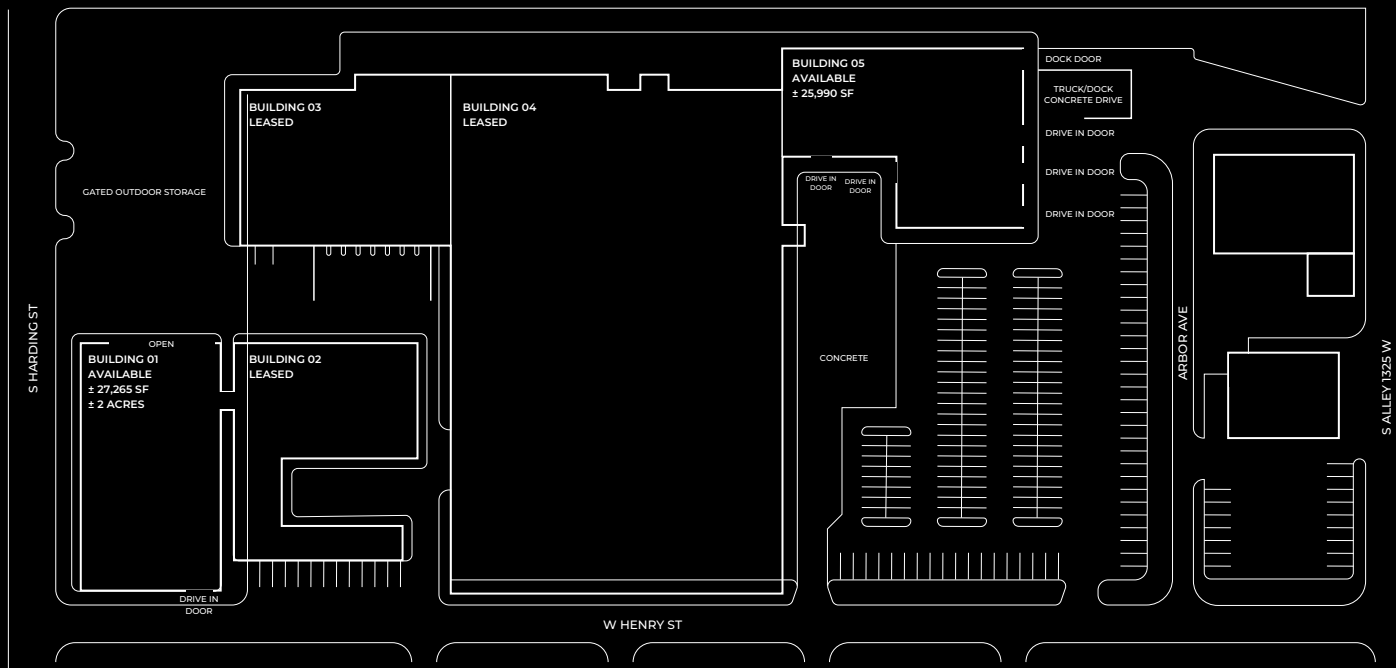 BUILDING 05
AVAILABLE
± 25,990 SF
DOCK DOOR
TRUCK/DOCK
CONCRETE DRIVE
BUILDING 03
LEASED
BUILDING 04
LEASED
DRIVE IN DOOR
DRIVE IN DOOR
DRIVE IN DOOR
DRIVE IN
DOOR
DRIVE IN
DOOR
GATED OUTDOOR STORAGE
S HARDING ST
OPEN
BUILDING 01
AVAILABLE
± 27,265 SF
± 2 ACRES
BUILDING 02
LEASED
CONCRETE
ARBOR AVE
S ALLEY 1325 W
DRIVE IN
DOOR
W HENRY ST